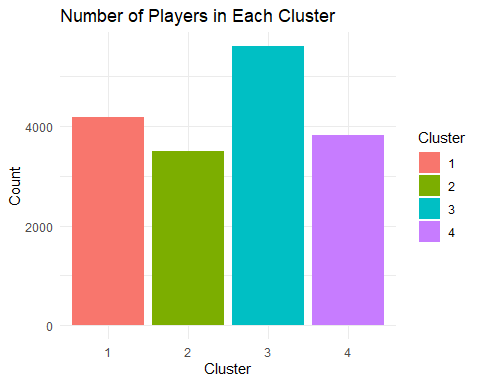 Number of Players in Each Cluster
Count
4000
2000
0
1 2 3 4
Cluster
Cluster
1
2
3
4